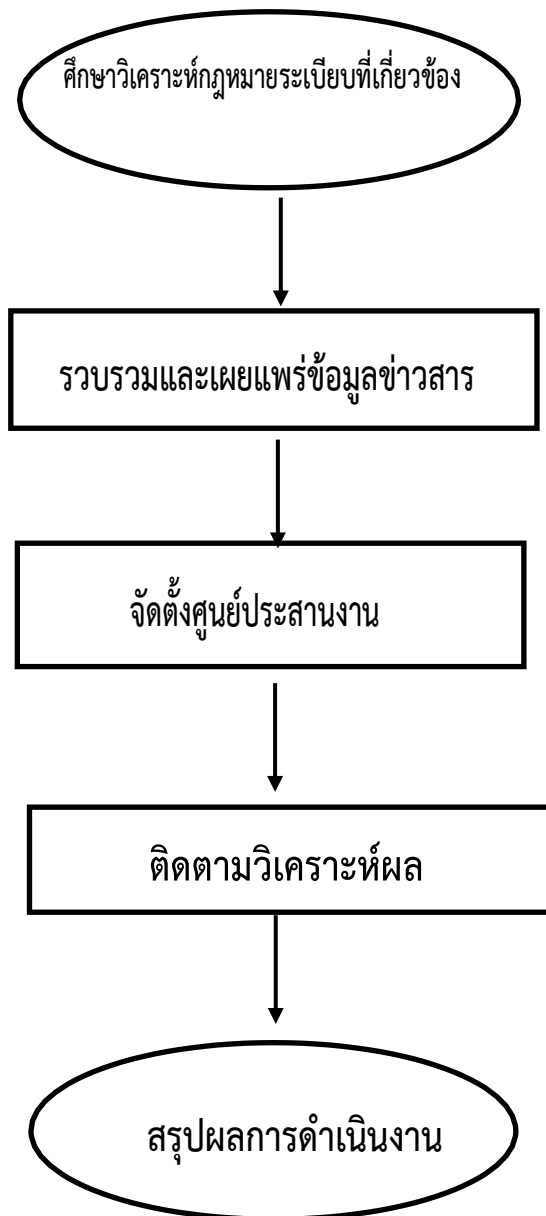 ศึกษาวิเคราะห์กฎหมายระเบียบที่เกี่ยวข้อง
รวบรวมและเผยแพร่ข้อมูลข่าวสาร
จัดตั้งศูนย์ประสานงาน
ติดตามวิเคราะห์ผล
สรุปผลการดำเนินงาน